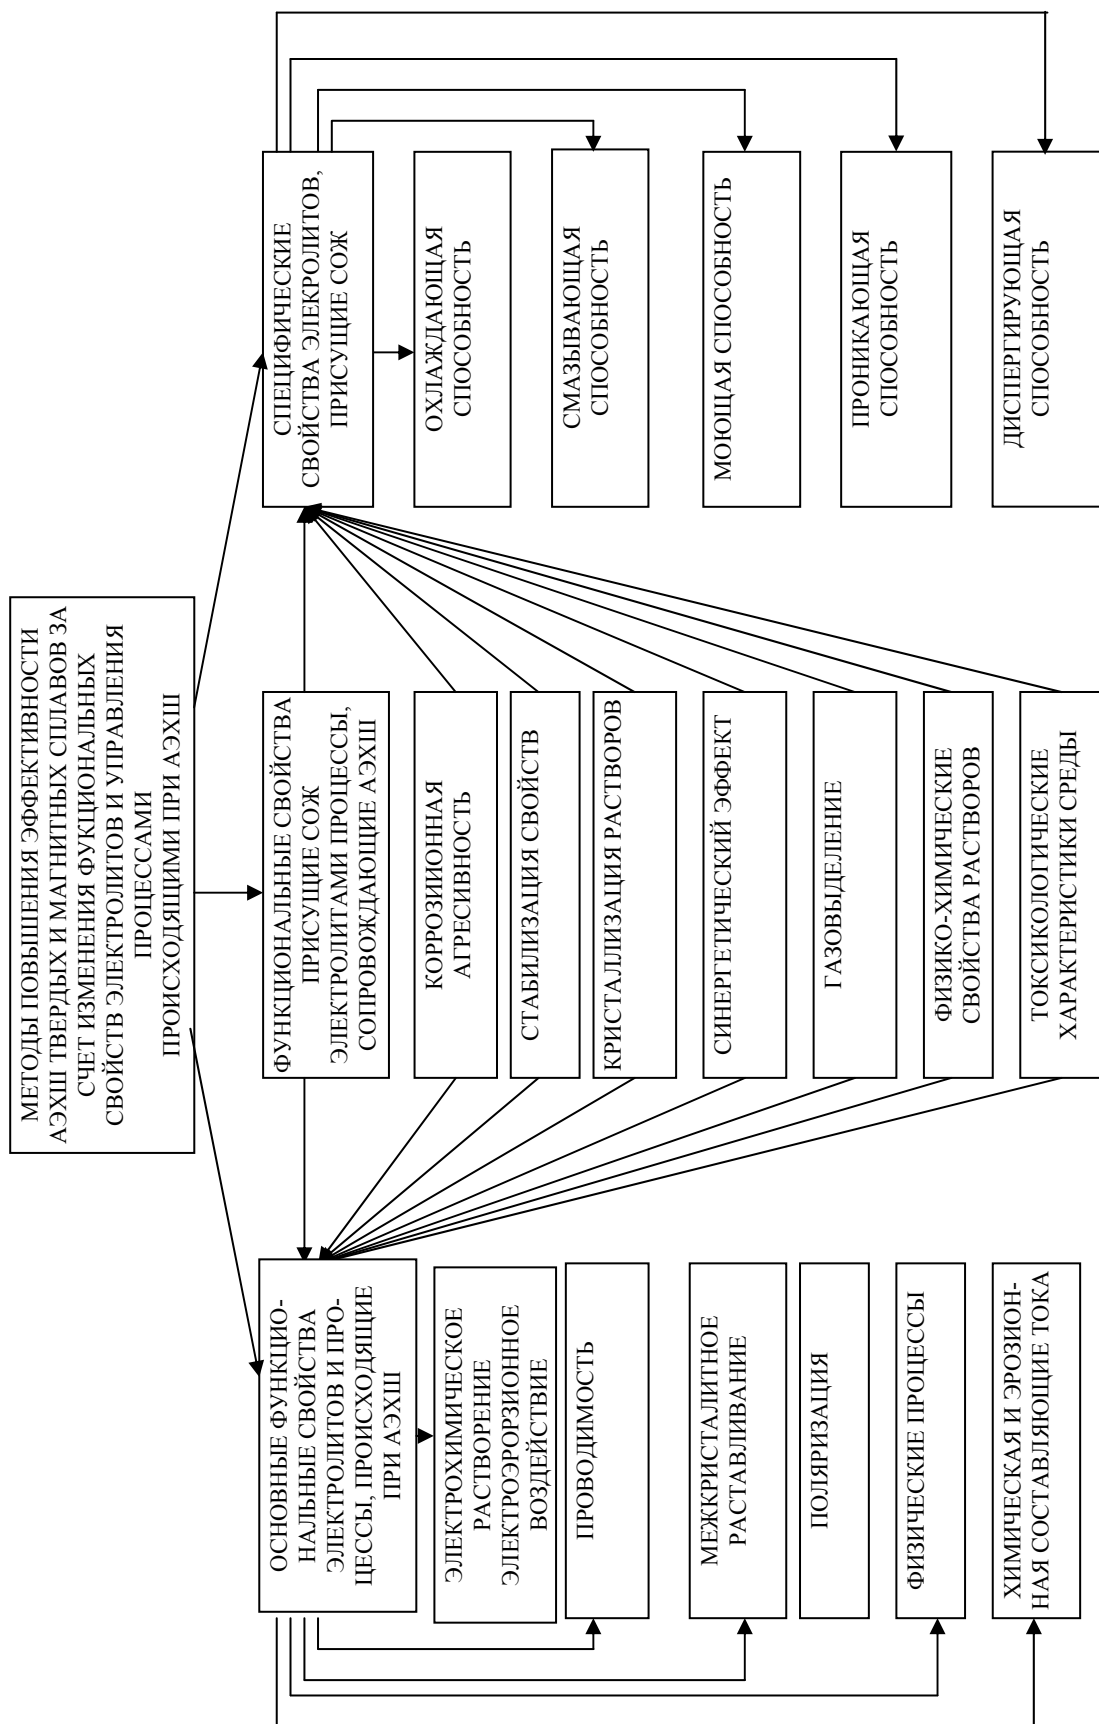 МЕТОДЫ ПОВЫШЕНИЯ ЭФФЕКТИВНОСТИ
АЭХШ ТВЕРДЫХ И МАГНИТНЫХ СПЛАВОВ ЗА
СЧЕТ ИЗМЕНЕНИЯ ФУКЦИОНАЛЬНЫХ
СВОЙСТВ ЭЛЕКТРОЛИТОВ И УПРАВЛЕНИЯ
ПРОЦЕССАМИ
ПРОИСХОДЯЩИМИ ПРИ АЭХШ
ОСНОВНЫЕ ФУНКЦИО-
НАЛЬНЫЕ СВОЙСТВА
ЭЛЕКТРОЛИТОВ И ПРО-
ЦЕССЫ, ПРОИСХОДЯЩИЕ
ПРИ АЭХШ
ЭЛЕКТРОХИМИЧЕСКОЕ
РАСТВОРЕНИЕ
ЭЛЕКТРОЭРОРЗИОННОЕ
ВОЗДЕЙСТВИЕ
ПРОВОДИМОСТЬ
МЕЖКРИСТАЛИТНОЕ
РАСТАВЛИВАНИЕ
ПОЛЯРИЗАЦИЯ
ФИЗИЧЕСКИЕ ПРОЦЕССЫ
ХИМИЧЕСКАЯ И ЭРОЗИОН-
НАЯ СОСТАВЛЯЮЩИЕ ТОКА
ФУНКЦИОНАЛЬНЫЕ СВОЙСТВА
ПРИСУЩИЕ СОЖ
ЭЛЕКТРОЛИТАМИ ПРОЦЕССЫ,
СОПРОВОЖДАЮЩИЕ АЭХШ
КОРРОЗИОННАЯ
АГРЕСИВНОСТЬ
СТАБИЛИЗАЦИЯ СВОЙСТВ
КРИСТАЛЛИЗАЦИЯ РАСТВОРОВ
СИНЕРГЕТИЧЕСКИЙ ЭФФЕКТ
ГАЗОВЫДЕЛЕНИЕ
ФИЗИКО-ХИМИЧЕСКИЕ
СВОЙСТВА РАСТВОРОВ
ТОКСИКОЛОГИЧЕСКИЕ
ХАРАКТЕРИСТИКИ СРЕДЫ
СПЕЦИФИЧЕСКИЕ
СВОЙСТВА ЭЛЕКРОЛИТОВ,
ПРИСУЩИЕ СОЖ
ОХЛАЖДАЮЩАЯ
СПОСОБНОСТЬ
СМАЗЫВАЮЩАЯ
СПОСОБНОСТЬ
МОЮЩАЯ СПОСОБНОСТЬ
ПРОНИКАЮЩАЯ
СПОСОБНОСТЬ
ДИСПЕРГИРУЮЩАЯ
СПОСОБНОСТЬ